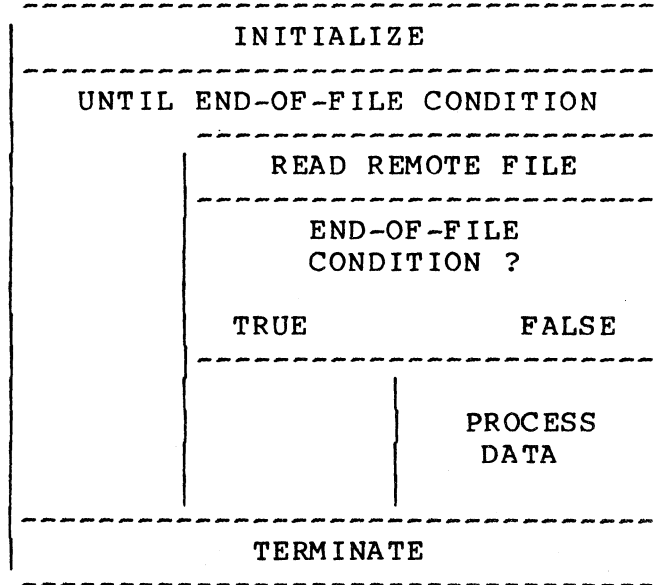 INITIALIZE
UNTIL END-OF-FILE CONDITION
READ REMOTE FILE
END-OF-FILE
CONDITION ?
TRUE FALSE
PROCESS
DATA
TERMINATE